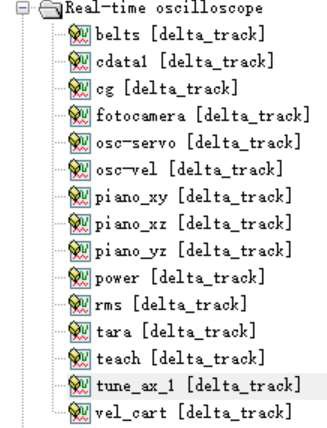 Real-time oscilloscope
belts [delta_track]
cdata1 [delta_track]
cg [delta_track]
fotocamera [delta_track]
osc-servo [delta_track]
osc-vel [delta_track]
piano_xy [delta_track]
piano_xz [delta_track]
piano_yz [delta_track]
power [delta_track]
rms [delta_track]
tara [delta_track]
teach [delta_track]
tune_ax_1 [delta_track]
vel_cart [delta_track]